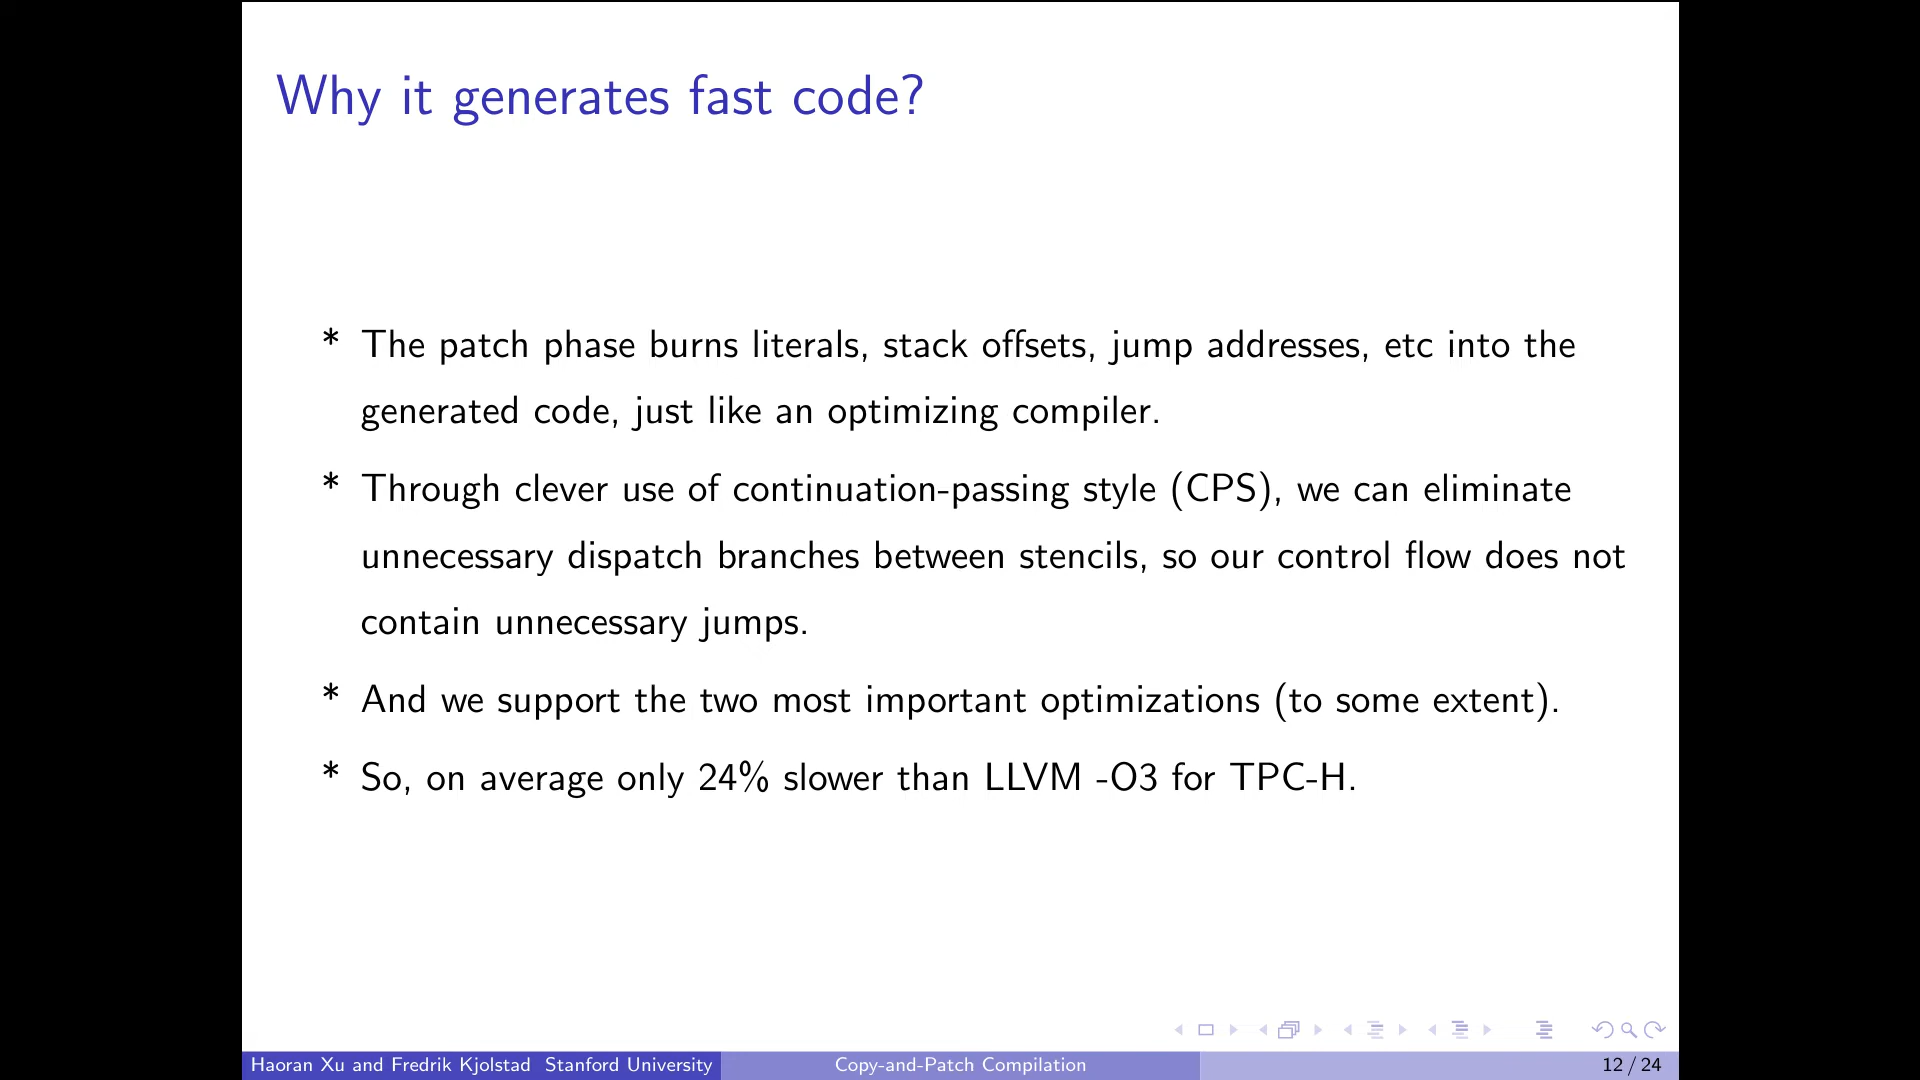 Why it generates fast code?
* The patch phase burns literals, stack offsets, jump addresses, etc into the
generated code, just like an optimizing compiler.
* Through clever use of continuation-passing style (CPS), we can eliminate
unnecessary dispatch branches between stencils, so our control flow does not
contain unnecessary jumps.
* And we support the two most important optimizations (to some extent).
* So, on average only 24% slower than LLVM -O3 for TPC-H.
Haoran Xu and Fredrik Kjolstad Stanford University Copy-and-Patch Compilation 12 / 24